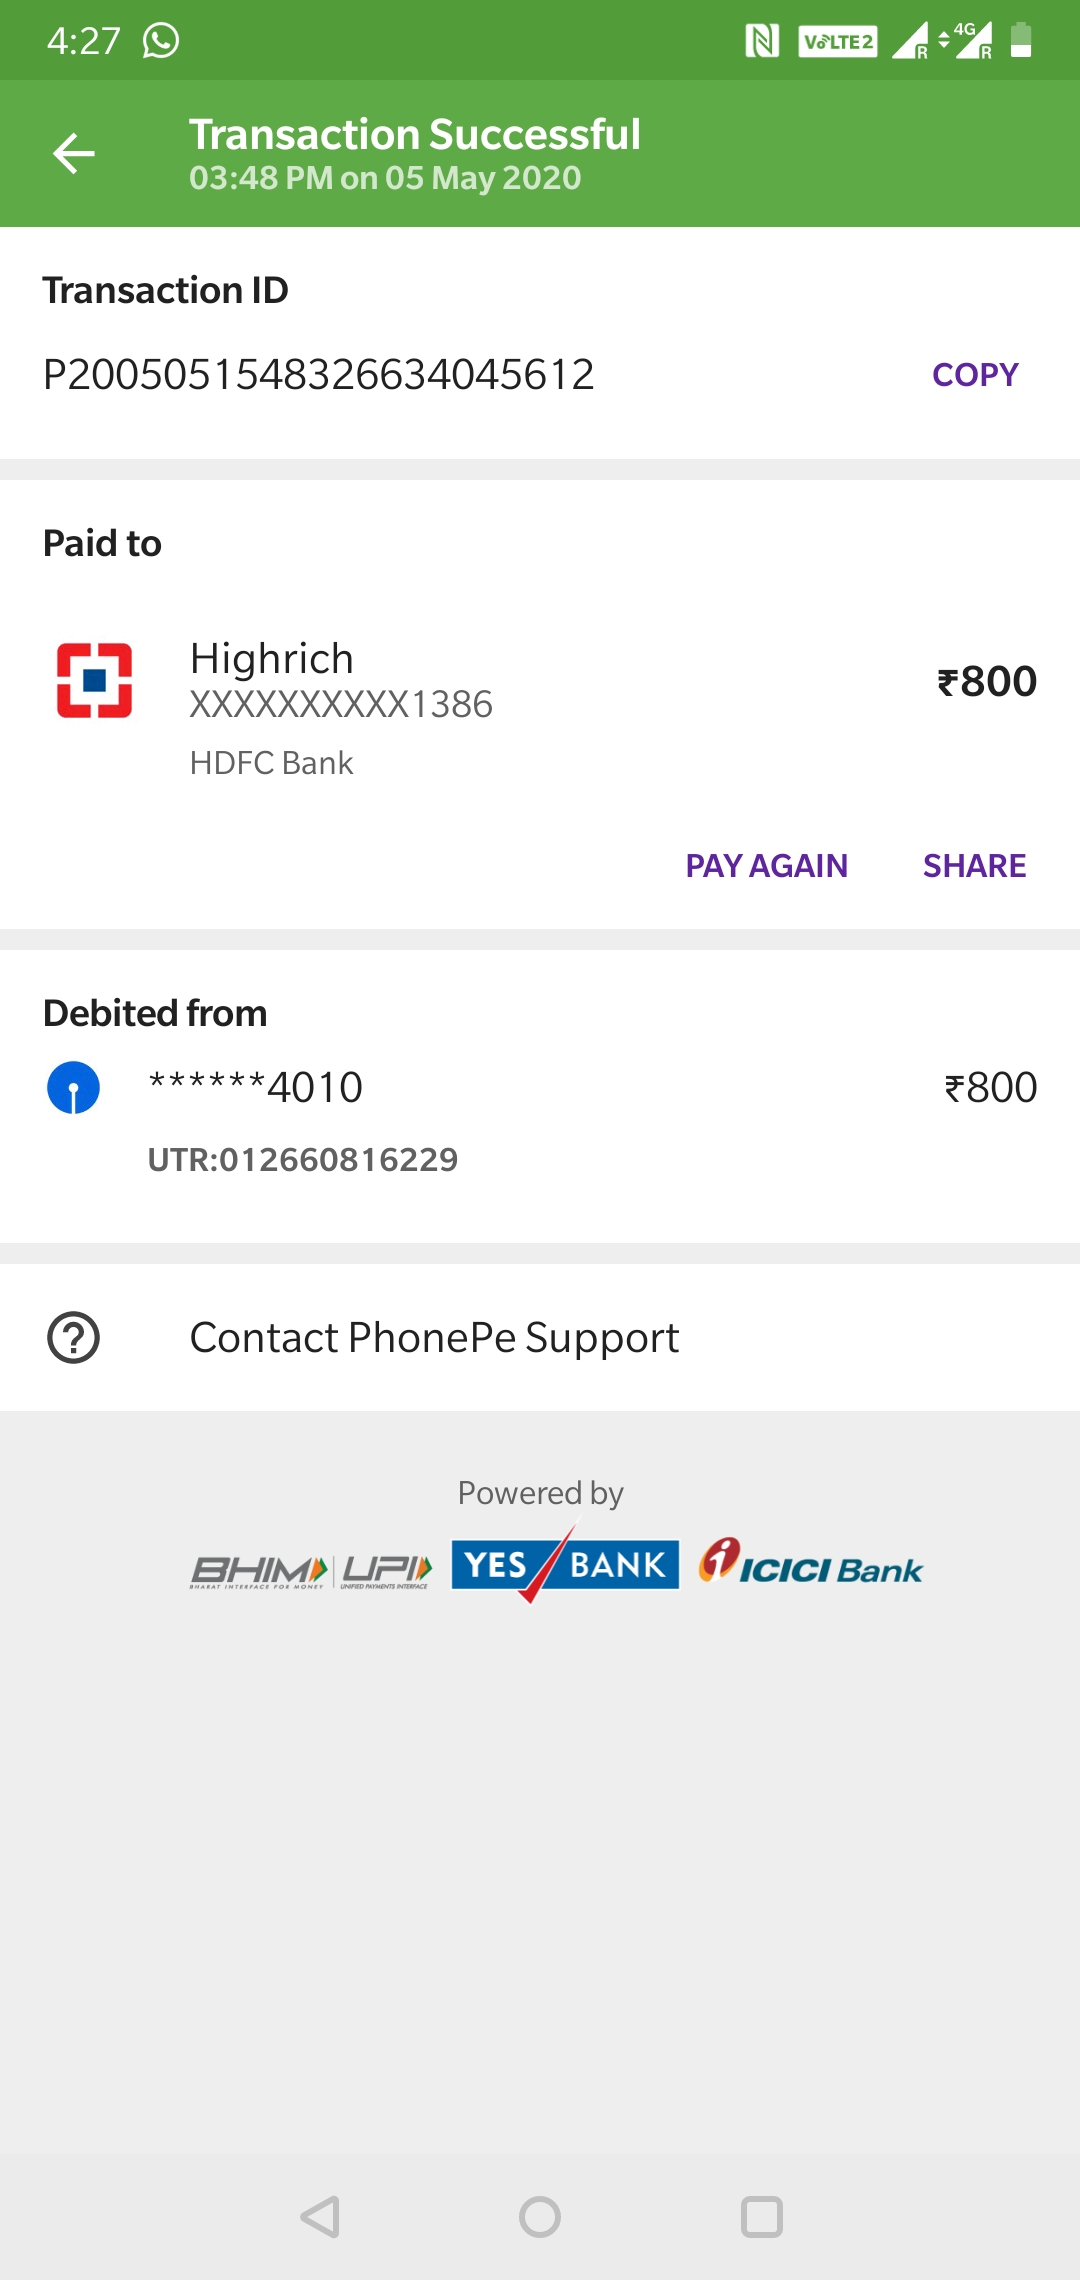 4:27
VoLTE2 R 4G R
Transaction Successful
03:48 PM on 05 May 2020
Transaction ID
P2005051548326634045612
COPY
Paid to
Highrich
₹800
XXXXXXXXXX1386
HDFC Bank
PAY AGAIN
SHARE
Debited from
******4010
₹800
UTR:012660816229
Contact PhonePe Support
Powered by
BHIM UPI YES BANK ICICI Bank
BHARAT INTERFACE FOR MONEY UNIFIED PAYMENTS INTERFACE